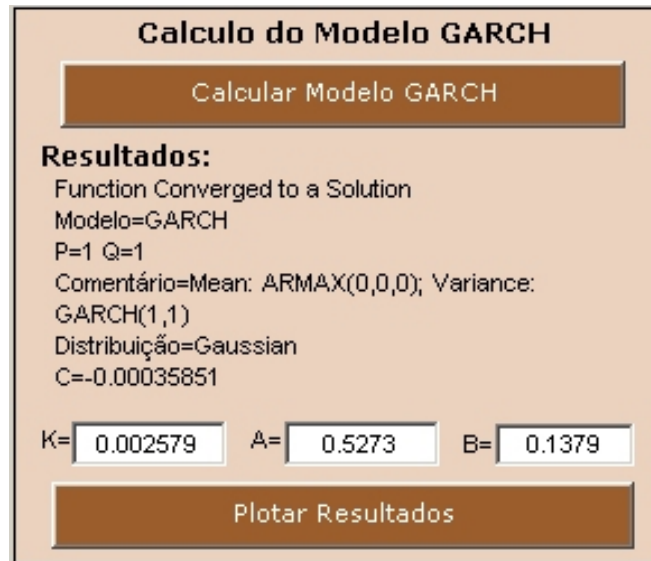 Calculo do Modelo GARCH
Calcular Modelo GARCH
Resultados:
Function Converged to a Solution
Modelo=GARCH
P=1 Q=1
Comentário=Mean: ARMAX(0,0,0); Variance:
GARCH(1,1)
Distribuição=Gaussian
C=-0.00035851
K= 0.002579 A= 0.5273 B= 0.1379
Plotar Resultados